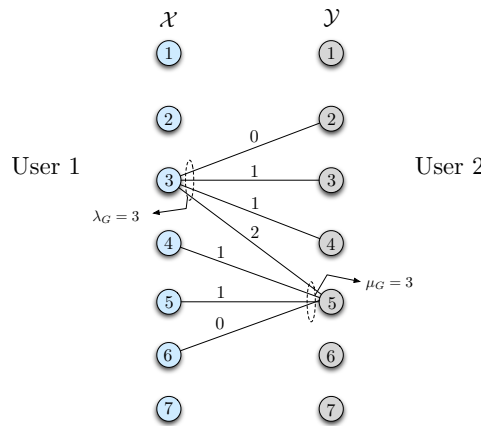 𝒳 𝒴
1 1
2 2
0
User 1 3 1 3 User 2
λ_G = 3 1
2
4 1 4
μ_G = 3
5 1 5
0
6 6
7 7